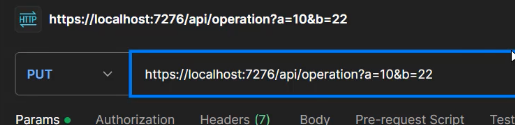 HTTP https://localhost:7276/api/operation?a=10&b=22
PUT https://localhost:7276/api/operation?a=10&b=22
Params Authorization Headers (7) Body Pre-request Script Test